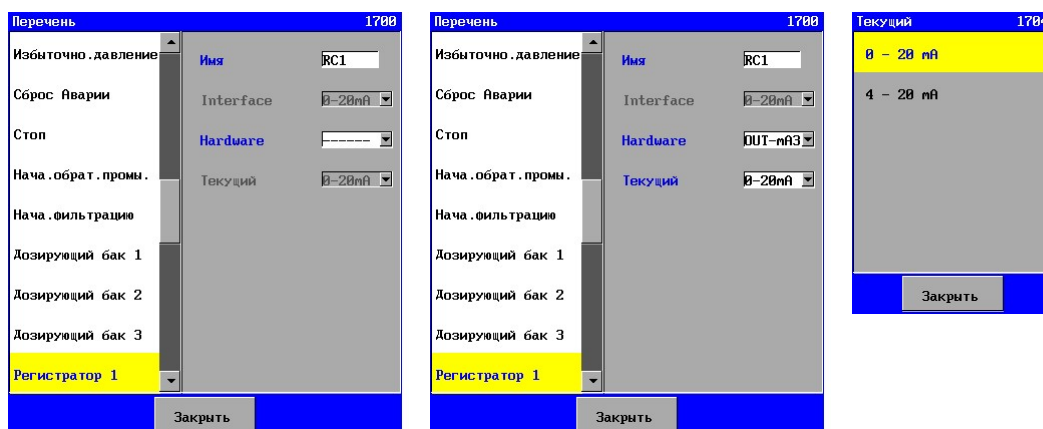 Перечень 1700
Избыточно.давление
Сброс Аварии
Стоп
Нача.обрат.промы.
Нача.фильтрацию
Дозирующий бак 1
Дозирующий бак 2
Дозирующий бак 3
Регистратор 1
Имя RC1
Interface 0-20mA
Hardware ------
Текущий 0-20mA
Закрыть
Перечень 1700
Избыточно.давление
Сброс Аварии
Стоп
Нача.обрат.промы.
Нача.фильтрацию
Дозирующий бак 1
Дозирующий бак 2
Дозирующий бак 3
Регистратор 1
Имя RC1
Interface 0-20mA
Hardware OUT-mA3
Текущий 0-20mA
Закрыть
Текущий 1704
0 - 20 mA
4 - 20 mA
Закрыть